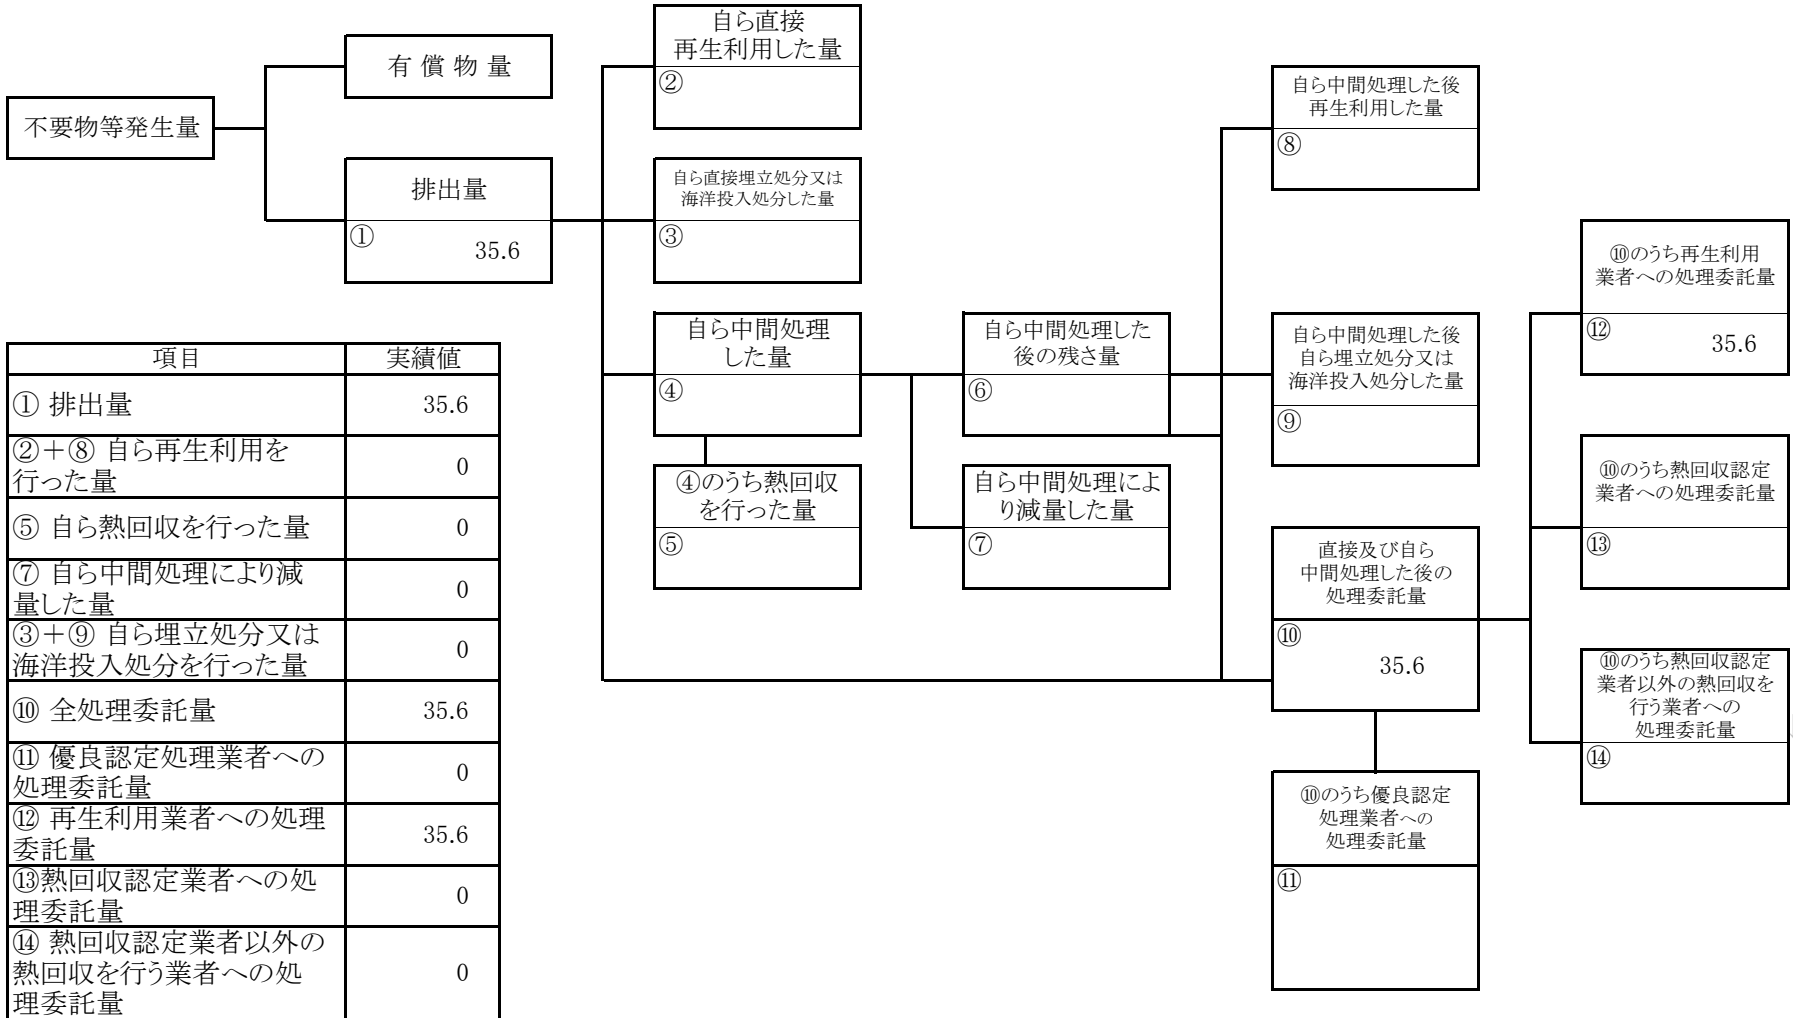 自ら直接
再生利用した量
②
有 償 物 量
不要物等発生量
排出量
①
35.6
自ら直接埋立処分又は
海洋投入処分した量
③
自ら中間処理
した量
④
④のうち熱回収
を行った量
⑤
自ら中間処理した
後の残さ量
⑥
自ら中間処理によ
り減量した量
⑦
自ら中間処理した後
再生利用した量
⑧
自ら中間処理した後
自ら埋立処分又は
海洋投入処分した量
⑨
直接及び自ら
中間処理した後の
処理委託量
⑩
35.6
⑩のうち優良認定
処理業者への
処理委託量
⑪
⑩のうち再生利用
業者への処理委託量
⑫
35.6
⑩のうち熱回収認定
業者への処理委託量
⑬
⑩のうち熱回収認定
業者以外の熱回収を
行う業者への
処理委託量
⑭
項目 実績値
① 排出量 35.6
②＋⑧ 自ら再生利用を
行った量 0
⑤ 自ら熱回収を行った量 0
⑦ 自ら中間処理により減
量した量 0
③＋⑨ 自ら埋立処分又は
海洋投入処分を行った量 0
⑩ 全処理委託量 35.6
⑪ 優良認定処理業者への
処理委託量 0
⑫ 再生利用業者への処理
委託量 35.6
⑬熱回収認定業者への処
理委託量 0
⑭ 熱回収認定業者以外の
熱回収を行う業者への処
理委託量 0